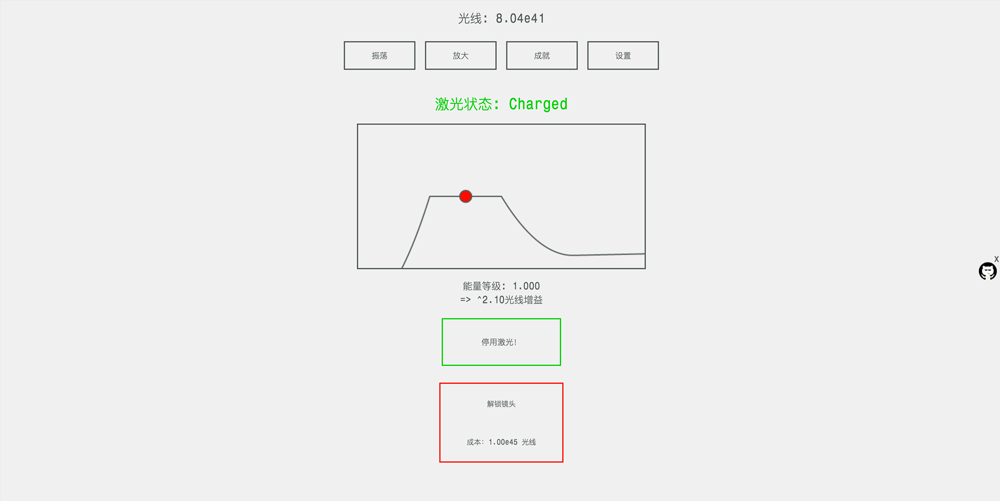 光线: 8.04e41
振荡 放大 成就 设置
激光状态: Charged
x
能量等级: 1.000
=> ^2.10光线增益
停用激光!
解锁镜头
成本: 1.00e45 光线